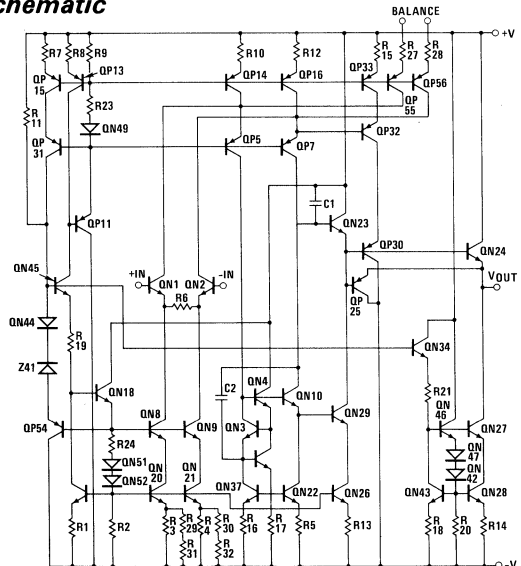 schematic
BALANCE
+V
R7 R8 R9 R10 R12 R 15 R 27 R 28
QP 15 QP13 QP14 QP16 QP33 QP56
QP 55
R 11 R23
QN49 QP32
QP 31 QP5 QP7
C1
QP11 QN23
QP30 QN24
QN45 +IN QN1 QN2 -IN QP 25 VOUT
R6
QN44 R 19 QN34
Z41 QN18 C2 QN4 QN10 R21
QP54 QN8 QN9 QN3 QN29 QN 46 QN27
R24 QN 47
QN51 QN 20 QN 21 QN 42
QN52 QN37 QN22 QN26 QN43 QN28
R1 R2 R 3 R 29 R 4 R 30 R 16 R 17 R5 R13 R 18 R 20 R14
R 31 R 32
-V